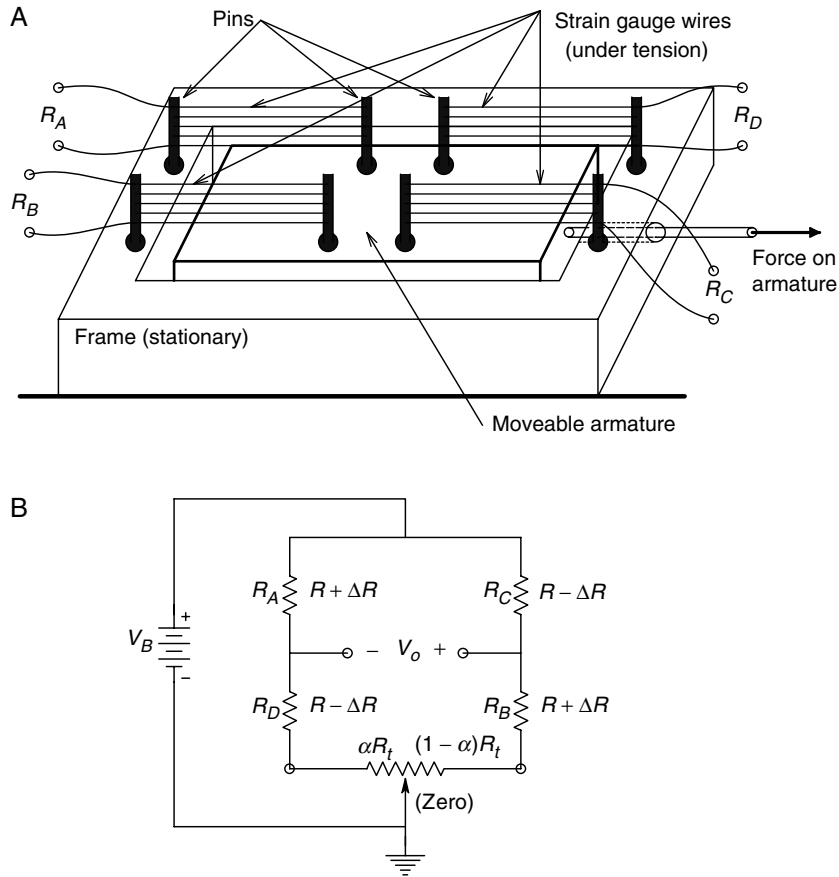 A
Pins
Strain gauge wires
(under tension)
R_A
R_D
R_B
R_C
Force on
armature
Frame (stationary)
Moveable armature
B
R_A R + ΔR
R_C R − ΔR
V_B + −
− V_o +
R_D R − ΔR
R_B R + ΔR
αR_t (1 − α)R_t
(Zero)